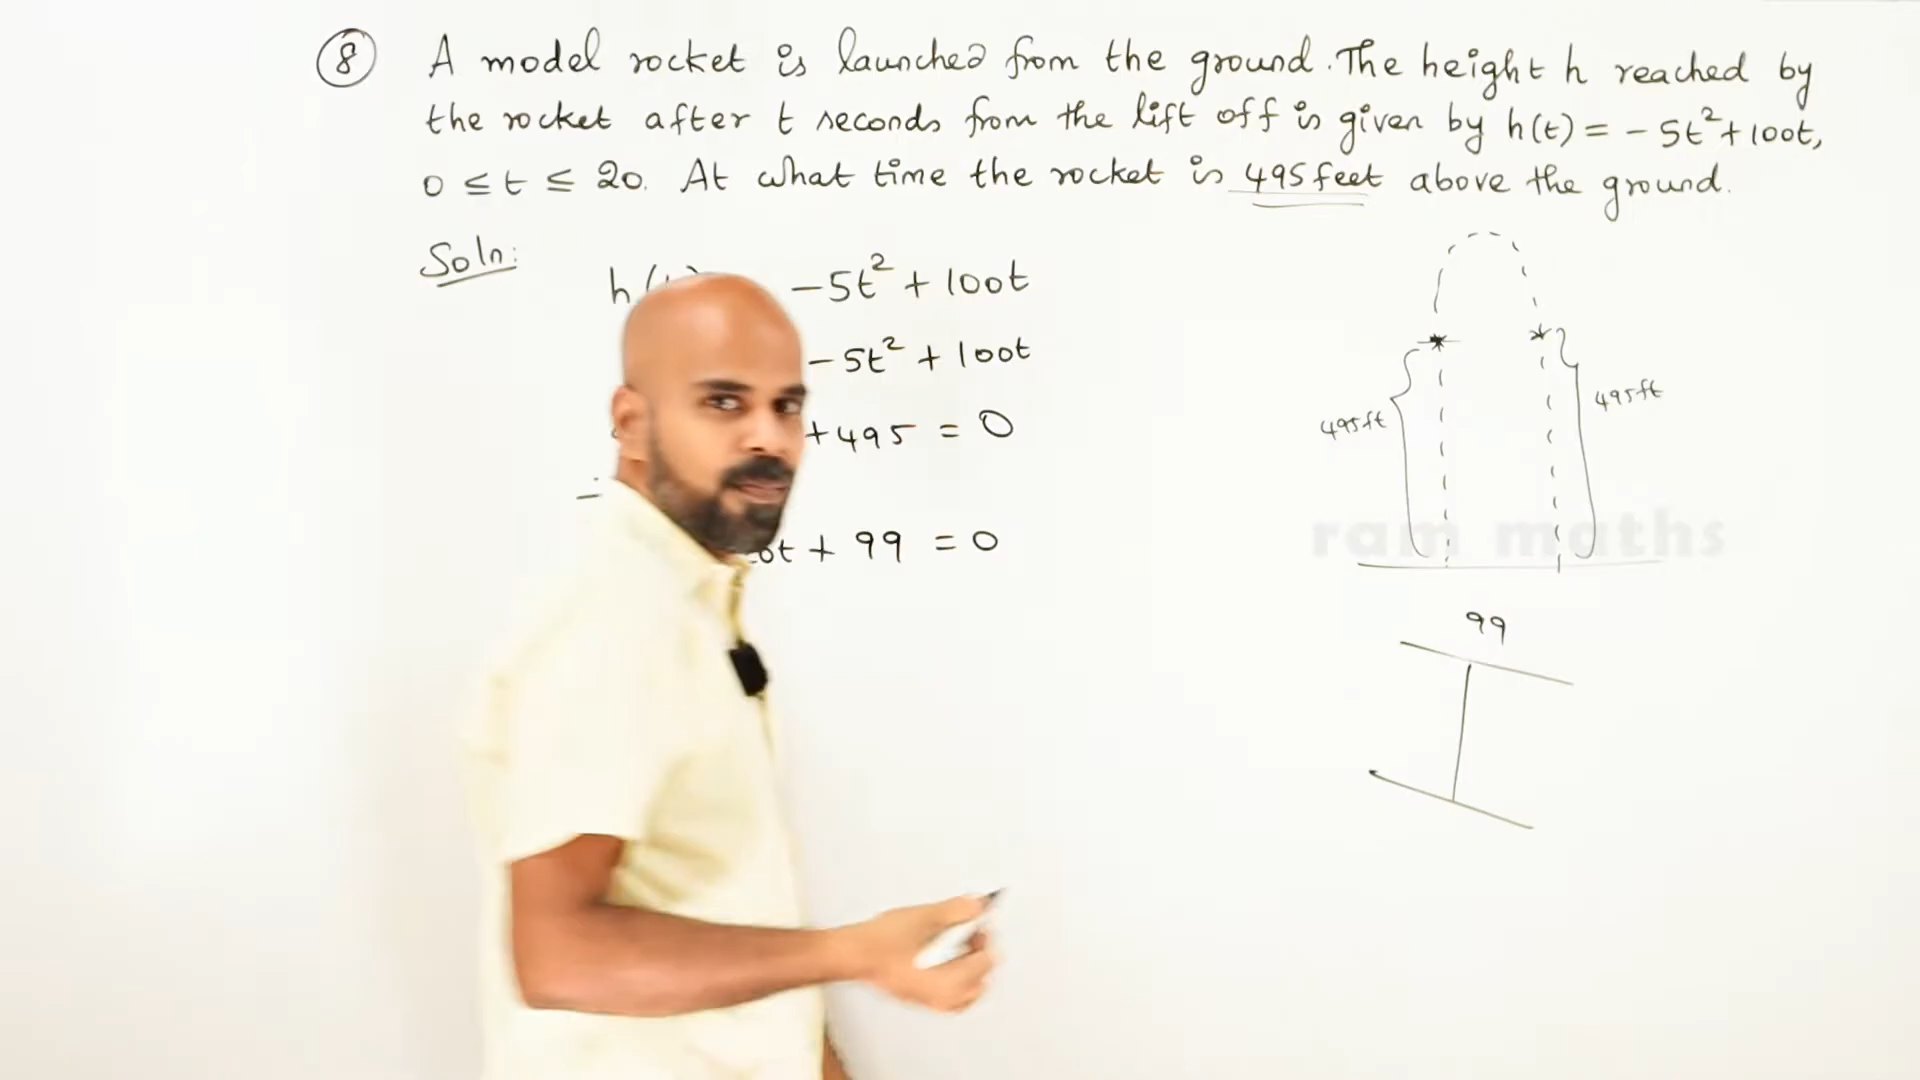 8 A model rocket is launched from the ground. The height h reached by
the rocket after t seconds from the lift off is given by h(t) = -5t²+100t,
0 ≤ t ≤ 20. At what time the rocket is 495 feet above the ground.
Soln:
h( -5t² + 100t
-5t² + 100t
+495 = 0
÷
0t + 99 = 0
495ft
495ft
ram maths
99